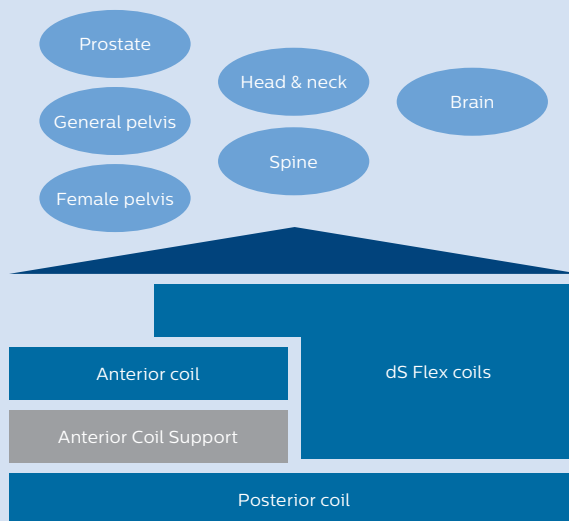 Prostate
General pelvis
Female pelvis
Head & neck
Spine
Brain
Anterior coil
Anterior Coil Support
dS Flex coils
Posterior coil